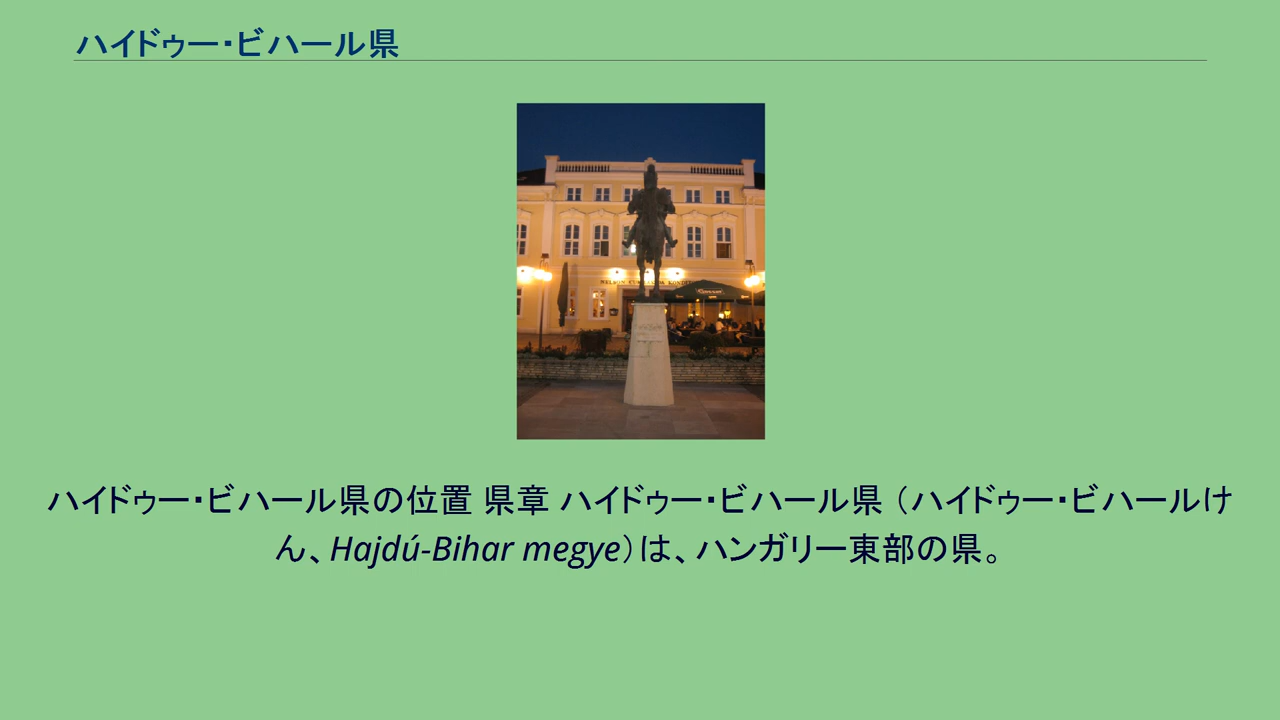 ハイドゥー・ビハール県
ハイドゥー・ビハール県の位置 県章 ハイドゥー・ビハール県 （ハイドゥー・ビハールけ
ん、Hajdú-Bihar megye）は、ハンガリー東部の県。